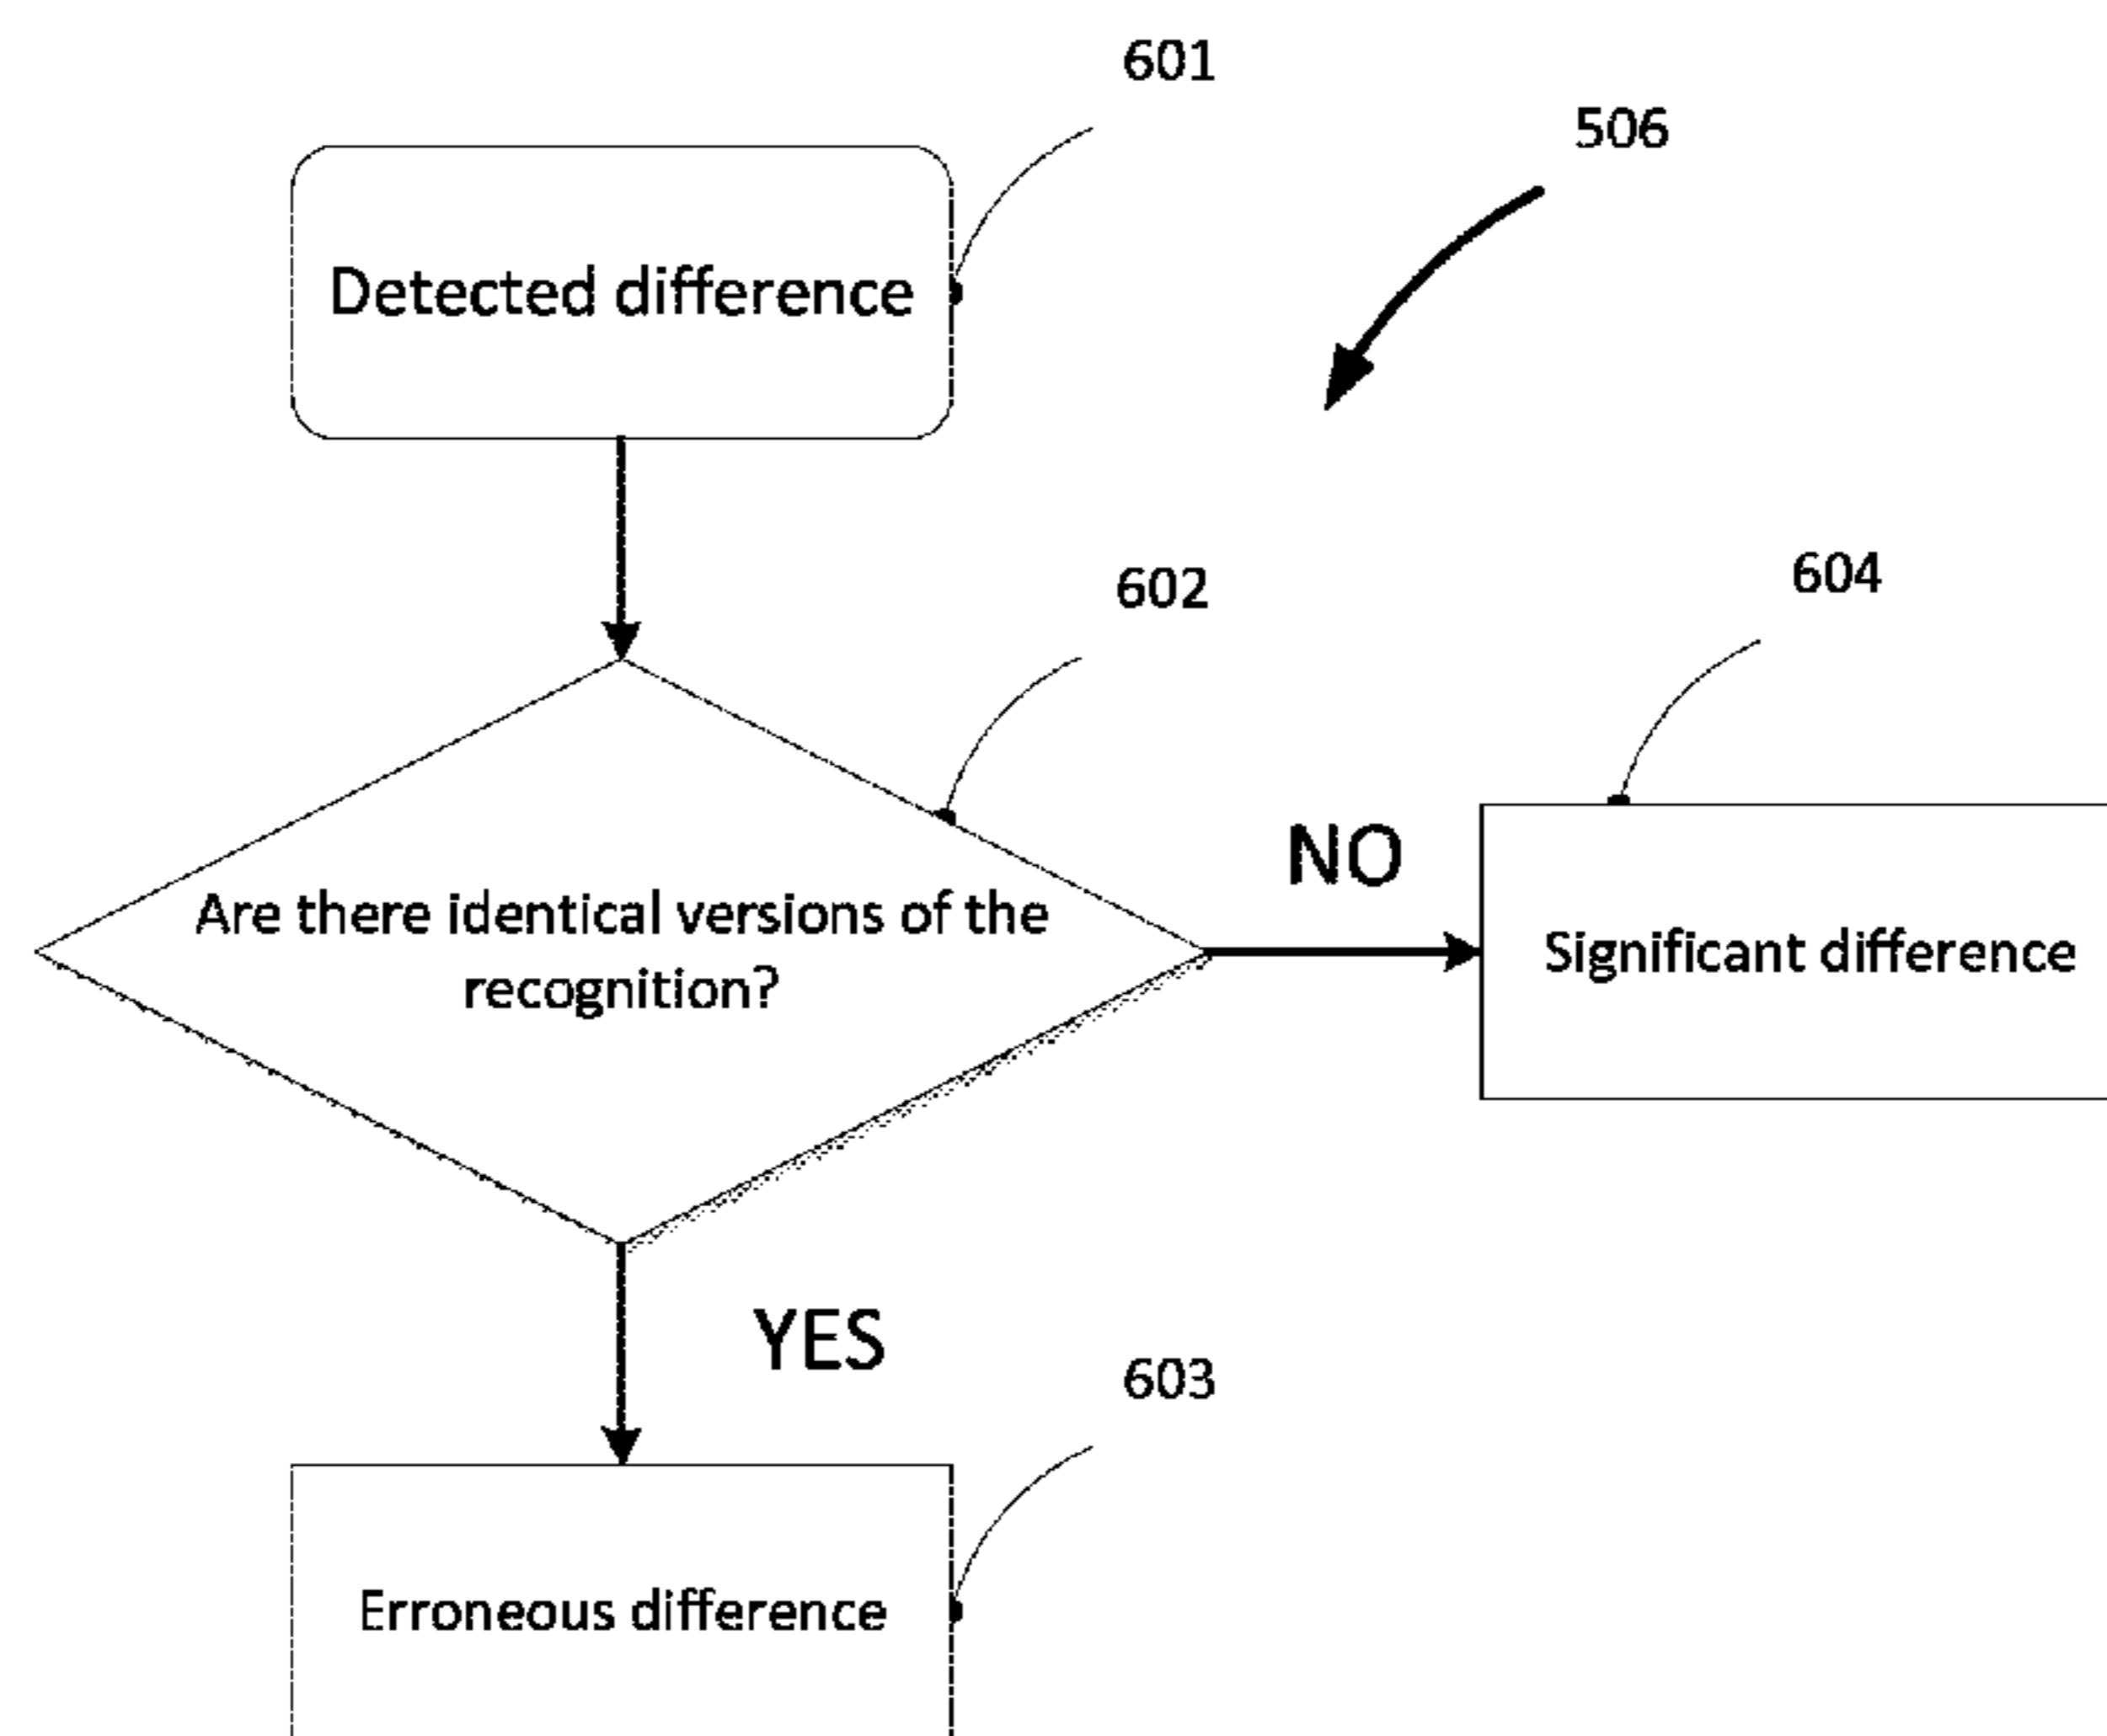 601
506
Detected difference
602
604
Are there identical versions of the
recognition?
NO
Significant difference
YES
603
Erroneous difference